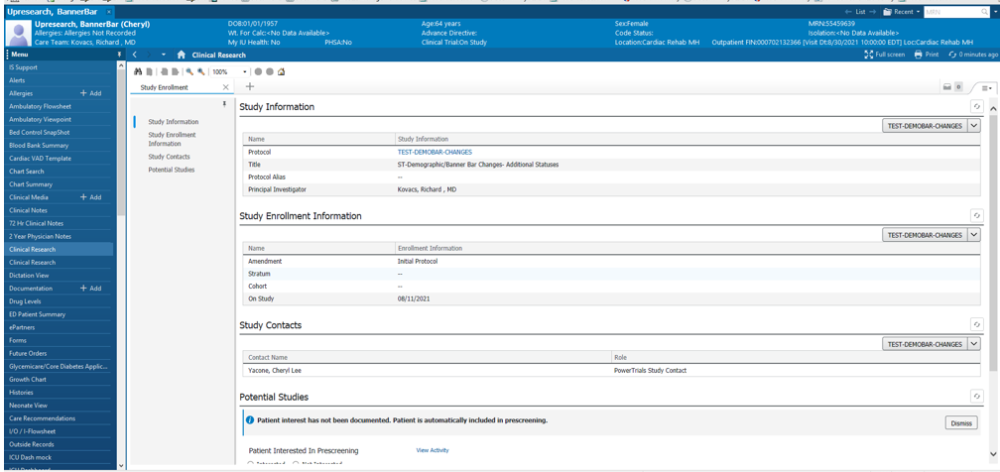 Upresearch, BannerBar
List
Recent
MRN
Upresearch, BannerBar (Cheryl)
DOB:01/01/1957
Age:64 years
Sex:Female
MRN:55459639
Allergies: Allergies Not Recorded
Wt. For Calc:<No Data Available>
Advance Directive:
Code Status:
Isolation:<No Data Available>
Care Team: Kovacs, Richard , MD
My IU Health: No
PHSA:No
Clinical Trial:On Study
Location:Cardiac Rehab MH
Outpatient FIN:000702132366 [Visit Dt:8/30/2021 10:00:00 EDT] Loc:Cardiac Rehab MH
Menu
Clinical Research
Full screen
Print
0 minutes ago
IS Support
Alerts
Allergies
+ Add
Ambulatory Flowsheet
Ambulatory Viewpoint
Bed Control SnapShot
Blood Bank Summary
Cardiac VAD Template
Chart Search
Chart Summary
Clinical Media
+ Add
Clinical Notes
72 Hr Clinical Notes
2 Year Physician Notes
Clinical Research
Clinical Research
Dictation View
Documentation
+ Add
Drug Levels
ED Patient Summary
ePartners
Forms
Future Orders
Glycemicare/Core Diabetes Applic...
Growth Chart
Histories
Neonate View
Care Recommendations
I/O / I-Flowsheet
Outside Records
ICU Dash mock
ICU Dashboard
100%
Study Enrollment
Study Information
Study Enrollment
Information
Study Contacts
Potential Studies
Study Information
TEST-DEMOBAR-CHANGES
Name
Study Information
Protocol
TEST-DEMOBAR-CHANGES
Title
ST-Demographic/Banner Bar Changes- Additional Statuses
Protocol Alias
--
Principal Investigator
Kovacs, Richard , MD
Study Enrollment Information
TEST-DEMOBAR-CHANGES
Name
Enrollment Information
Amendment
Initial Protocol
Stratum
--
Cohort
--
On Study
08/11/2021
Study Contacts
TEST-DEMOBAR-CHANGES
Contact Name
Role
Yacone, Cheryl Lee
PowerTrials Study Contact
Potential Studies
Patient interest has not been documented. Patient is automatically included in prescreening.
Dismiss
Patient Interested In Prescreening
View Activity
Interested
Not Interested